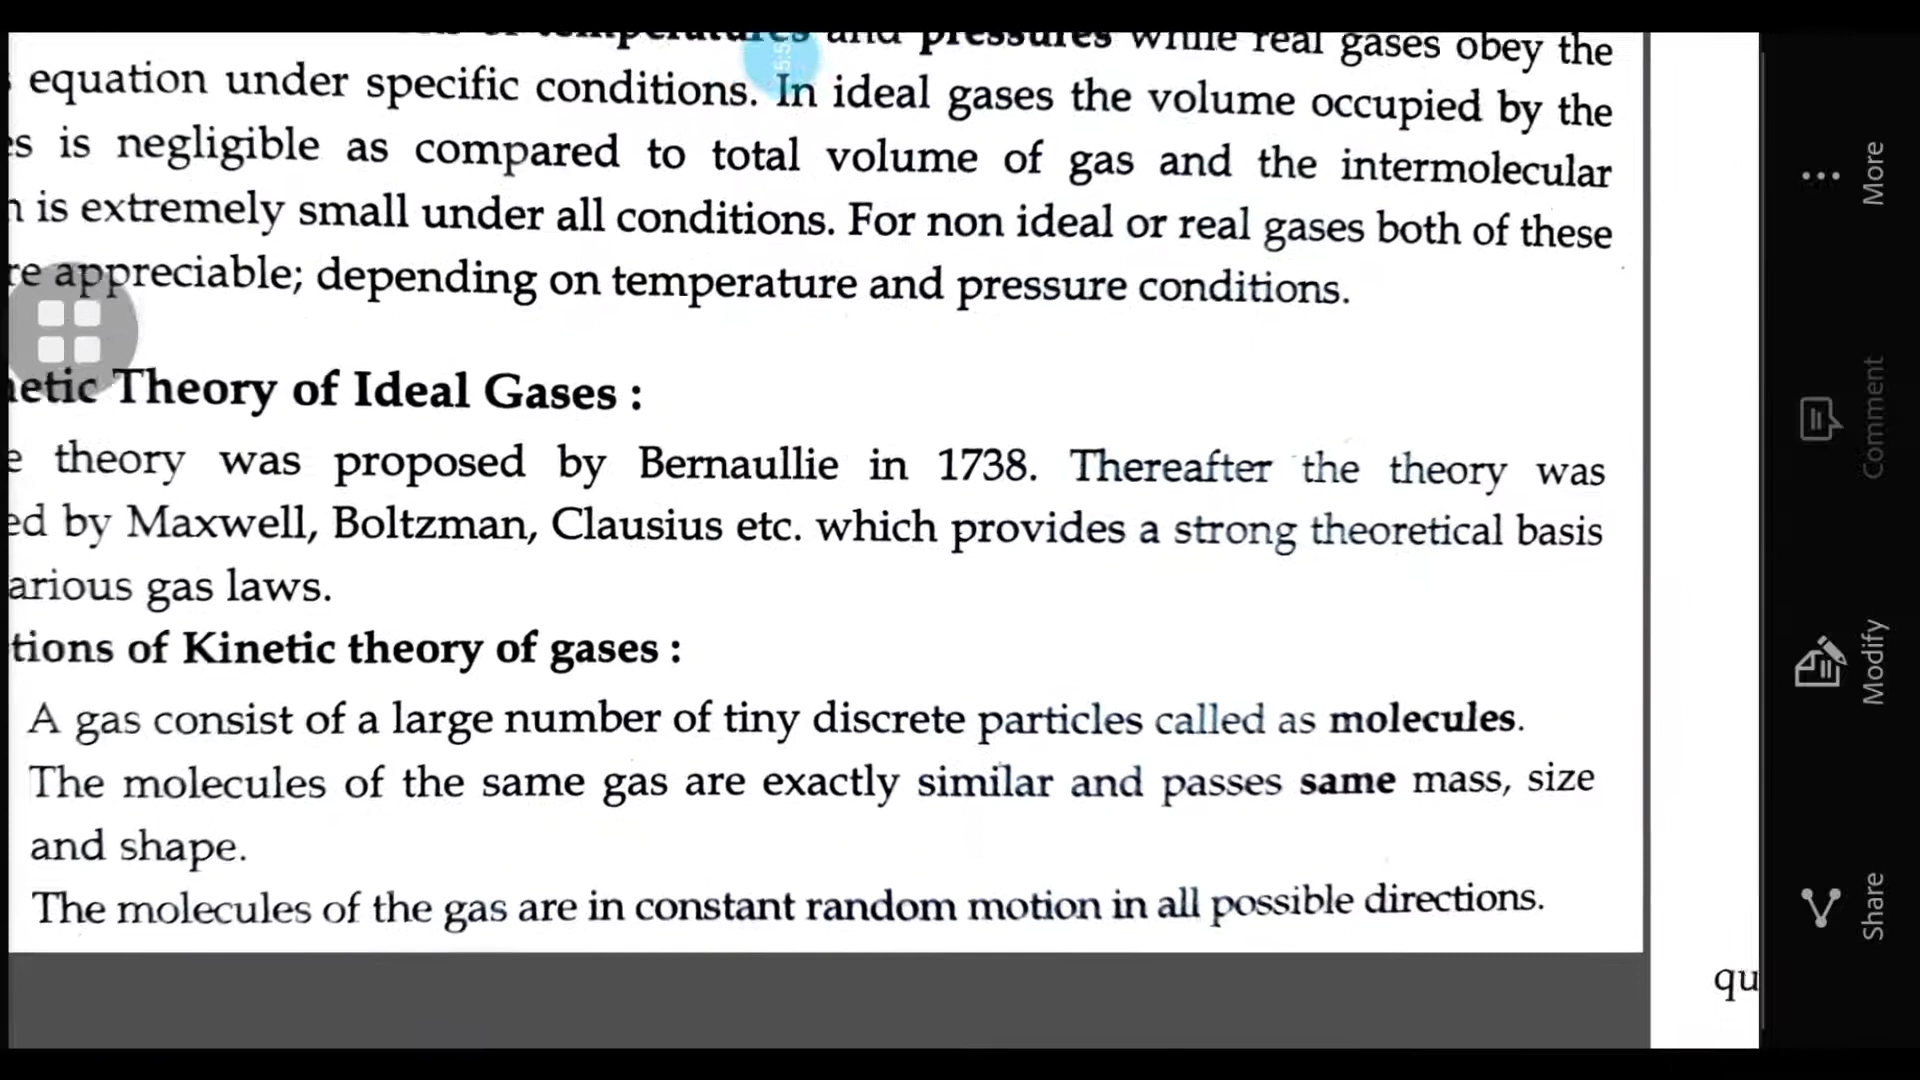 temperatures and pressures while real gases obey the
equation under specific conditions. In ideal gases the volume occupied by the
is negligible as compared to total volume of gas and the intermolecular
is extremely small under all conditions. For non ideal or real gases both of these
appreciable; depending on temperature and pressure conditions.
Theory of Ideal Gases :
theory was proposed by Bernaullie in 1738. Thereafter the theory was
by Maxwell, Boltzman, Clausius etc. which provides a strong theoretical basis
arious gas laws.
tions of Kinetic theory of gases :
A gas consist of a large number of tiny discrete particles called as molecules.
The molecules of the same gas are exactly similar and passes same mass, size
and shape.
The molecules of the gas are in constant random motion in all possible directions.
qu
More
Comment
Modify
Share